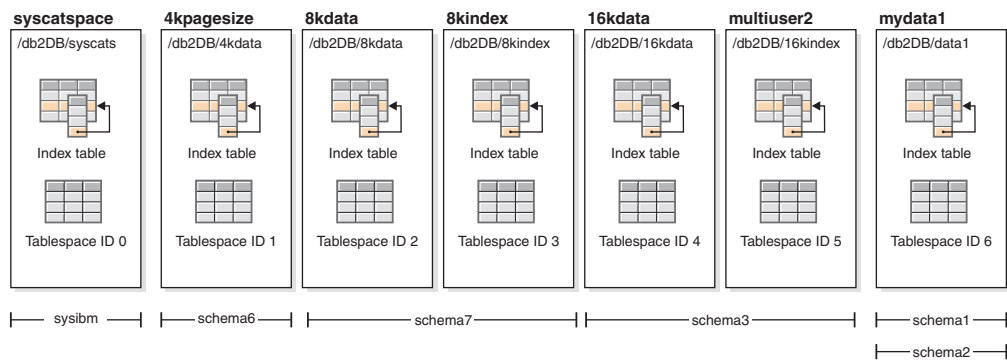 syscatspace
4kpagesize
8kdata
8kindex
16kdata
multiuser2
mydata1
/db2DB/syscats
/db2DB/4kdata
/db2DB/8kdata
/db2DB/8kindex
/db2DB/16kdata
/db2DB/16kindex
/db2DB/data1
Index table
Index table
Index table
Index table
Index table
Index table
Index table
Tablespace ID 0
Tablespace ID 1
Tablespace ID 2
Tablespace ID 3
Tablespace ID 4
Tablespace ID 5
Tablespace ID 6
sysibm
schema6
schema7
schema3
schema1
schema2